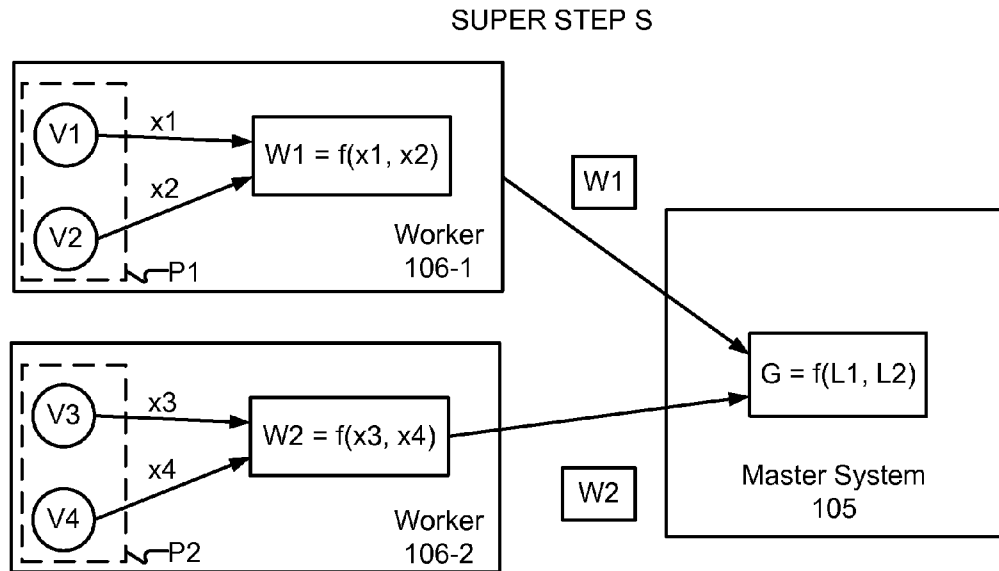 SUPER STEP S
V1
x1
W1 = f(x1, x2)
x2
V2
P1
Worker
106-1
W1
V3
x3
W2 = f(x3, x4)
x4
V4
P2
Worker
106-2
W2
G = f(L1, L2)
Master System
105